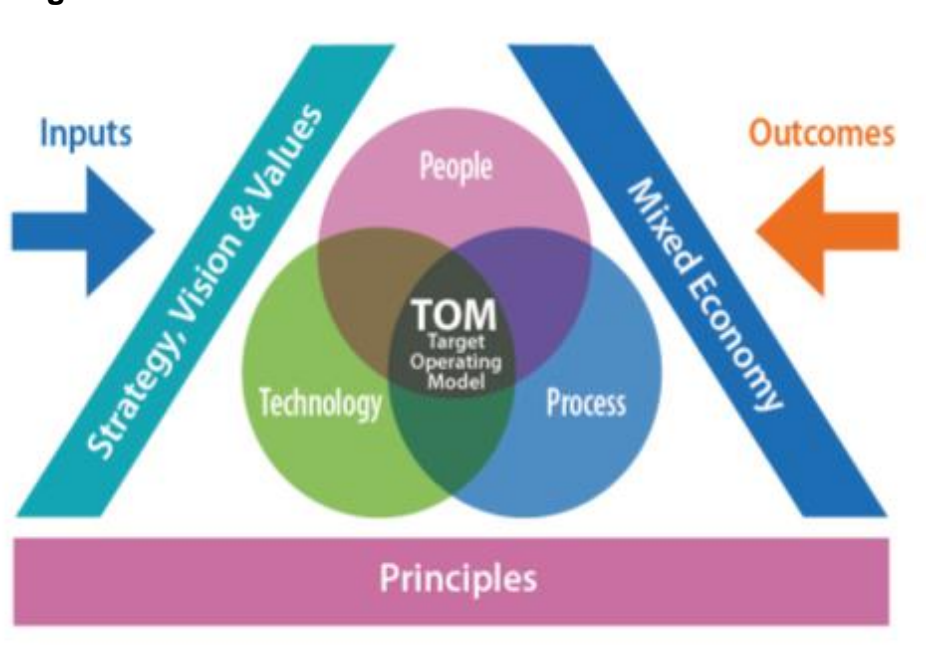 Inputs
Strategy, Vision & Values
People
Mixed Economy
Outcomes
TOM
Target
Operating
Model
Technology
Process
Principles